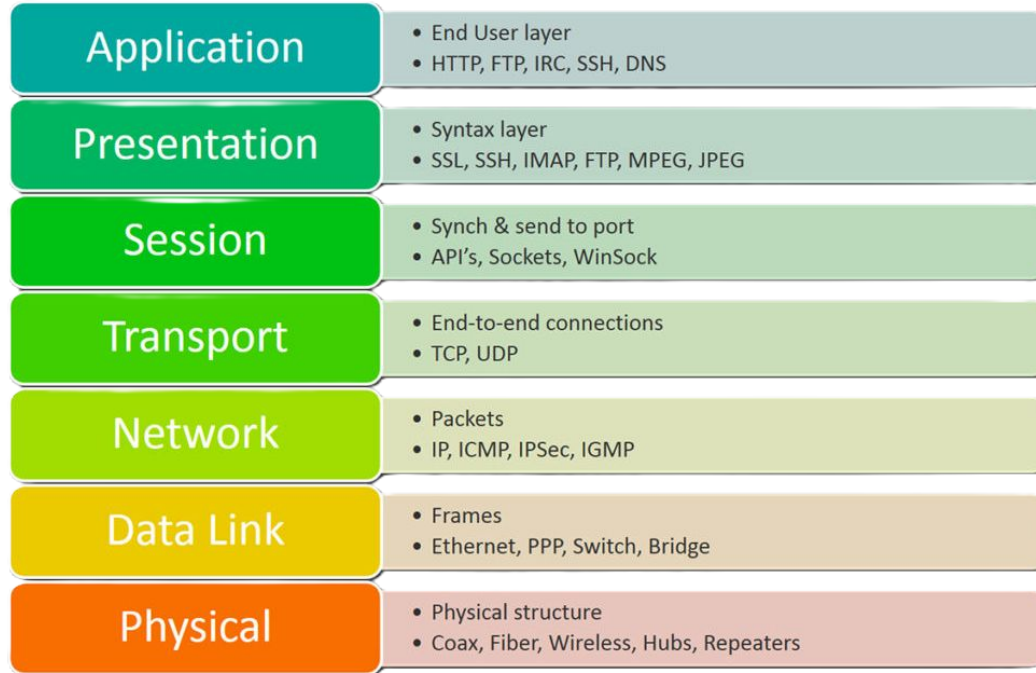 Application
• End User layer
• HTTP, FTP, IRC, SSH, DNS
Presentation
• Syntax layer
• SSL, SSH, IMAP, FTP, MPEG, JPEG
Session
• Synch & send to port
• API's, Sockets, WinSock
Transport
• End-to-end connections
• TCP, UDP
Network
• Packets
• IP, ICMP, IPSec, IGMP
Data Link
• Frames
• Ethernet, PPP, Switch, Bridge
Physical
• Physical structure
• Coax, Fiber, Wireless, Hubs, Repeaters